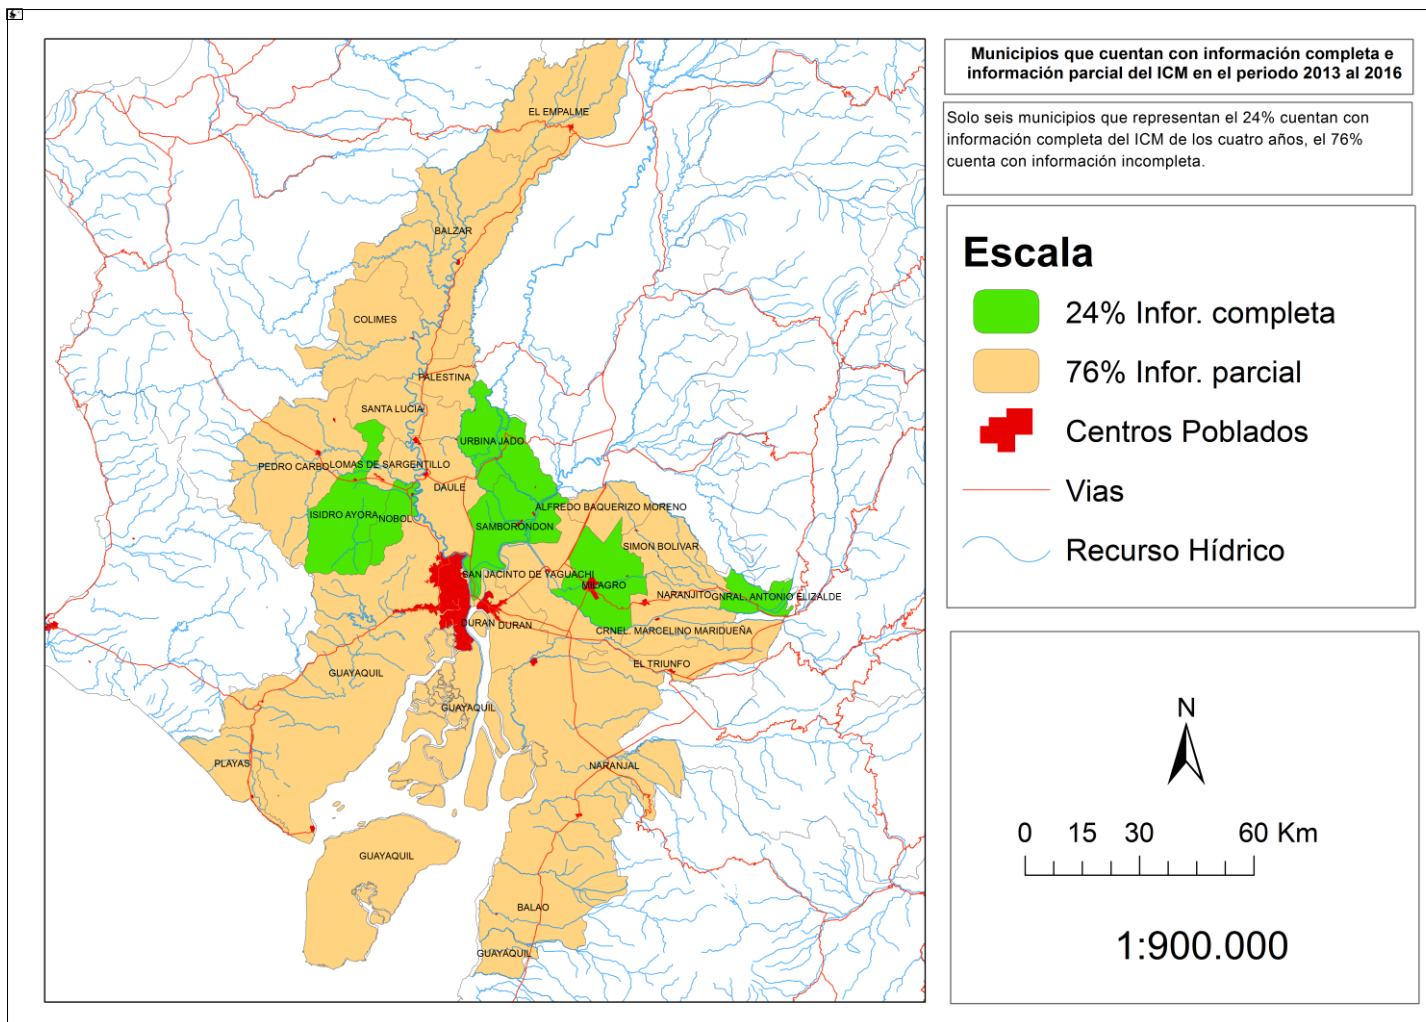 Municipios que cuentan con información completa e
información parcial del ICM en el periodo 2013 al 2016
Solo seis municipios que representan el 24% cuentan con
información completa del ICM de los cuatro años, el 76%
cuenta con información incompleta.
Escala
24% Infor. completa
76% Infor. parcial
Centros Poblados
Vias
Recurso Hídrico
N
0 15 30 60 Km
1:900.000
EL EMPALME
BALZAR
COLIMES
PALESTINA
SANTA LUCIA
URBINA JADO
PEDRO CARBO
LOMAS DE SARGENTILLO
DAULE
ISIDRO AYORA
NOBOL
ALFREDO BAQUERIZO MORENO
SAMBORONDON
SIMON BOLIVAR
SAN JACINTO DE YAGUACHI
MILAGRO
NARANJITO
GNRAL. ANTONIO ELIZALDE
DURAN
DURAN
CRNEL. MARCELINO MARIDUEÑA
EL TRIUNFO
GUAYAQUIL
GUAYAQUIL
PLAYAS
NARANJAL
GUAYAQUIL
BALAO
GUAYAQUIL